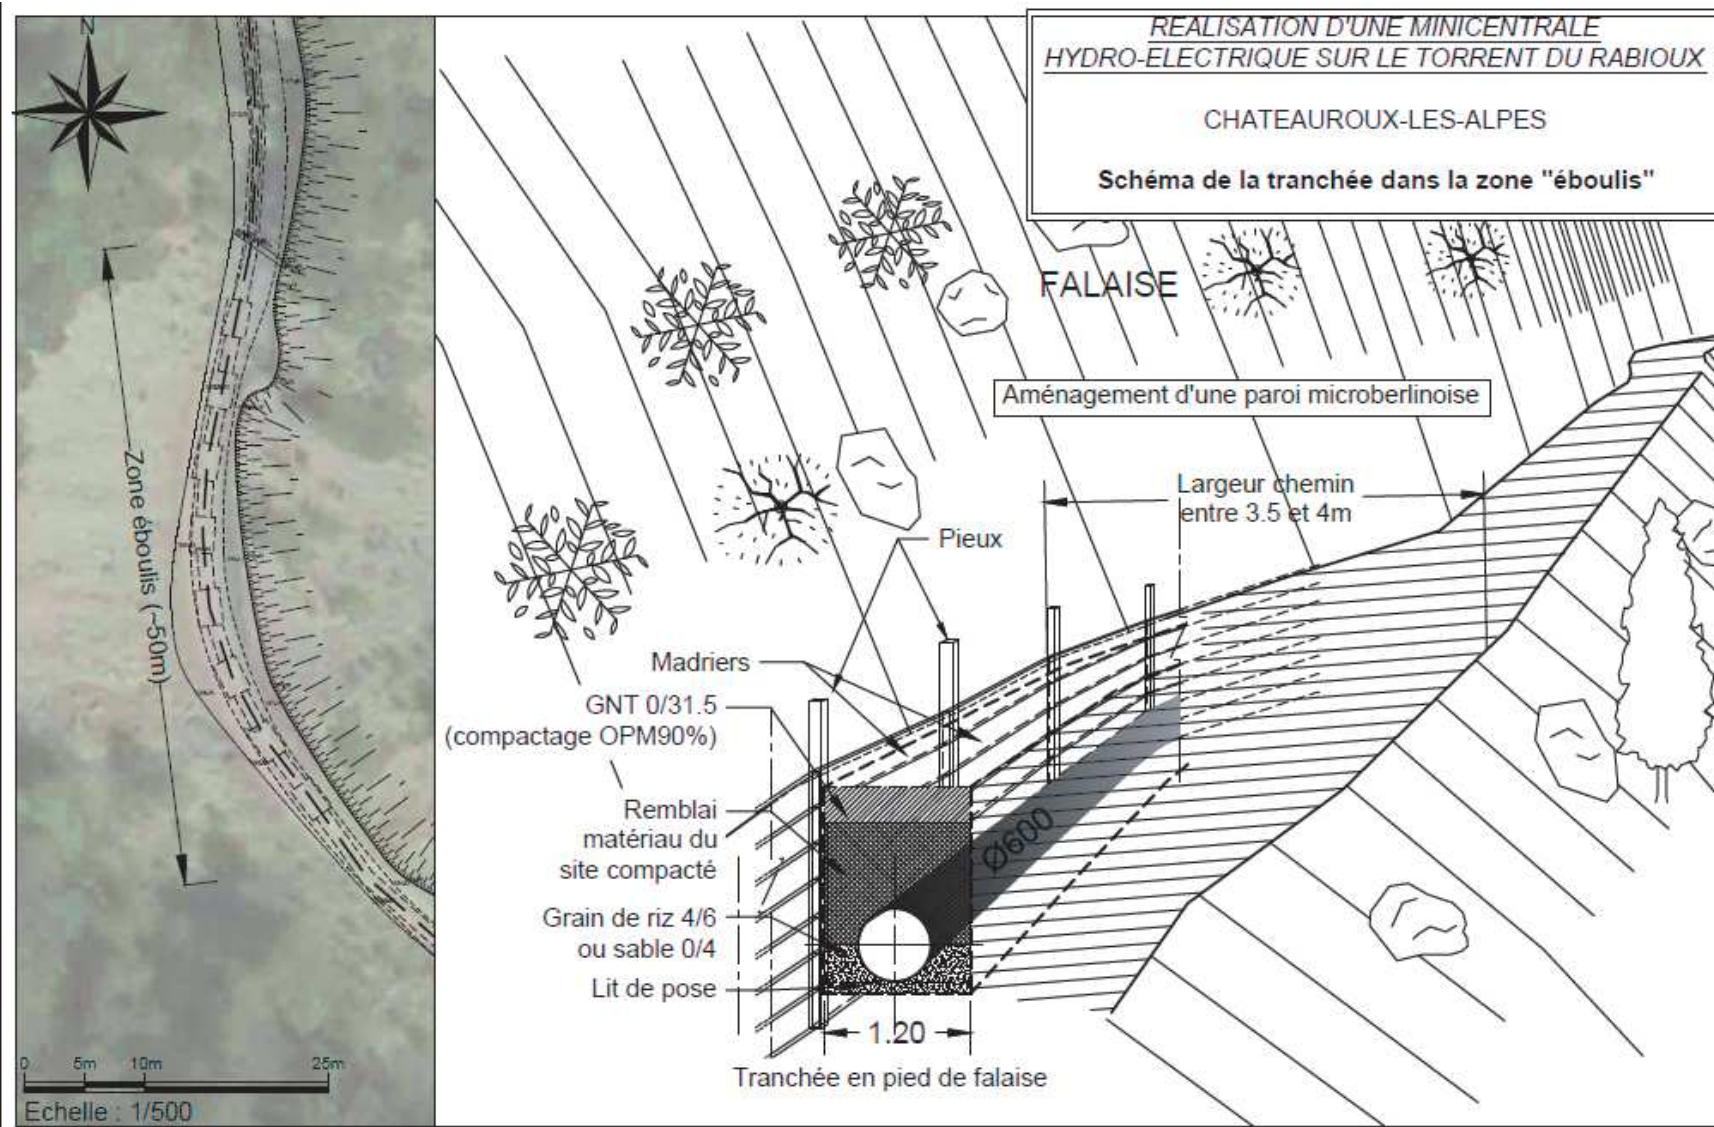 N
Zone éboulis (~50m)
0 5m 10m 25m
Echelle : 1/500
REALISATION D'UNE MINICENTRALE
HYDRO-ELECTRIQUE SUR LE TORRENT DU RABIOUX
CHATEAUROUX-LES-ALPES
Schéma de la tranchée dans la zone "éboulis"
FALAISE
Aménagement d'une paroi microberlinoise
Largeur chemin
entre 3.5 et 4m
Pieux
Madriers
GNT 0/31.5
(compactage OPM90%)
Remblai
matériau du
site compacté
Grain de riz 4/6
ou sable 0/4
Lit de pose
Ø600
1.20
Tranchée en pied de falaise